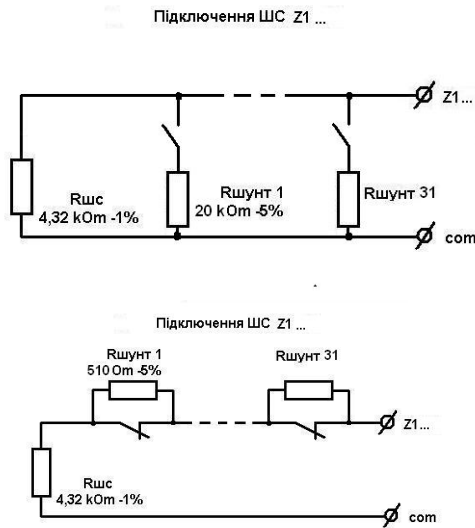 Підключення ШС Z1 ...
Z1...
Rшс
4,32 kOm -1%
Rшунт 1
20 kOm -5%
Rшунт 31
com
Підключення ШС Z1 ...
Rшунт 1
510 Om -5%
Rшунт 31
Z1...
Rшс
4,32 kOm -1%
com